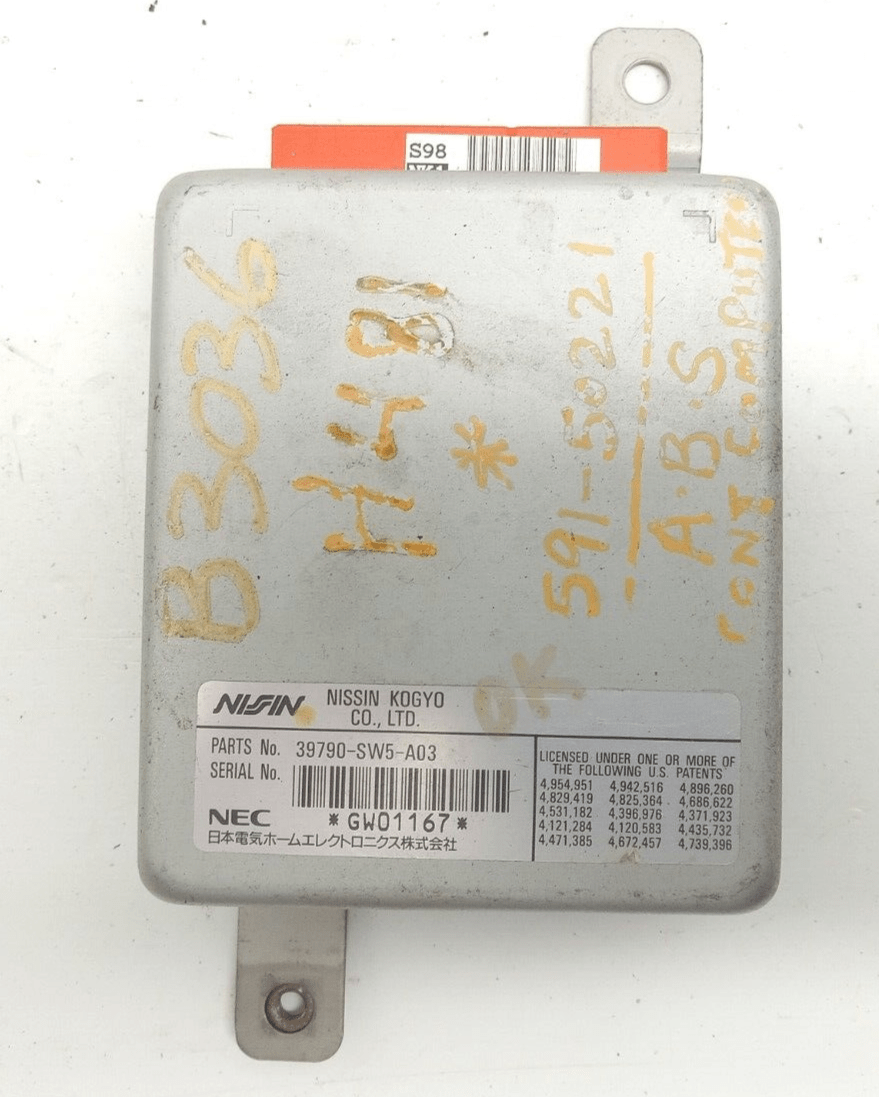 S98
B3036
H481
*
591-50221
A.B.S
CONT COMPUTE
OK
NISSIN NISSIN KOGYO
CO., LTD.
PARTS No. 39790-SW5-A03
SERIAL No.
*GW01167*
NEC
日本電気ホームエレクトロニクス株式会社
LICENSED UNDER ONE OR MORE OF
THE FOLLOWING U.S. PATENTS
4,954,951 4,942,516 4,896,260
4,829,419 4,825,364 4,686,622
4,531,182 4,396,976 4,371,923
4,121,284 4,120,583 4,435,732
4,471,385 4,672,457 4,739,396